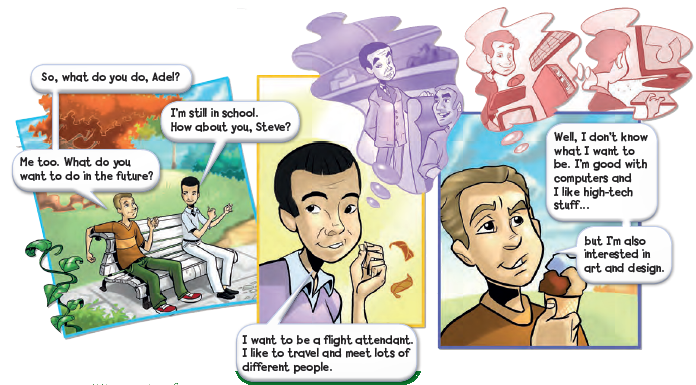 So, what do you do, Adel?
I'm still in school.
How about you, Steve?
Me too. What do you
want to do in the future?
I want to be a flight attendant.
I like to travel and meet lots of
different people.
Well, I don't know
what I want to
be. I'm good with
computers and
I like high-tech
stuff...
but I'm also
interested in
art and design.